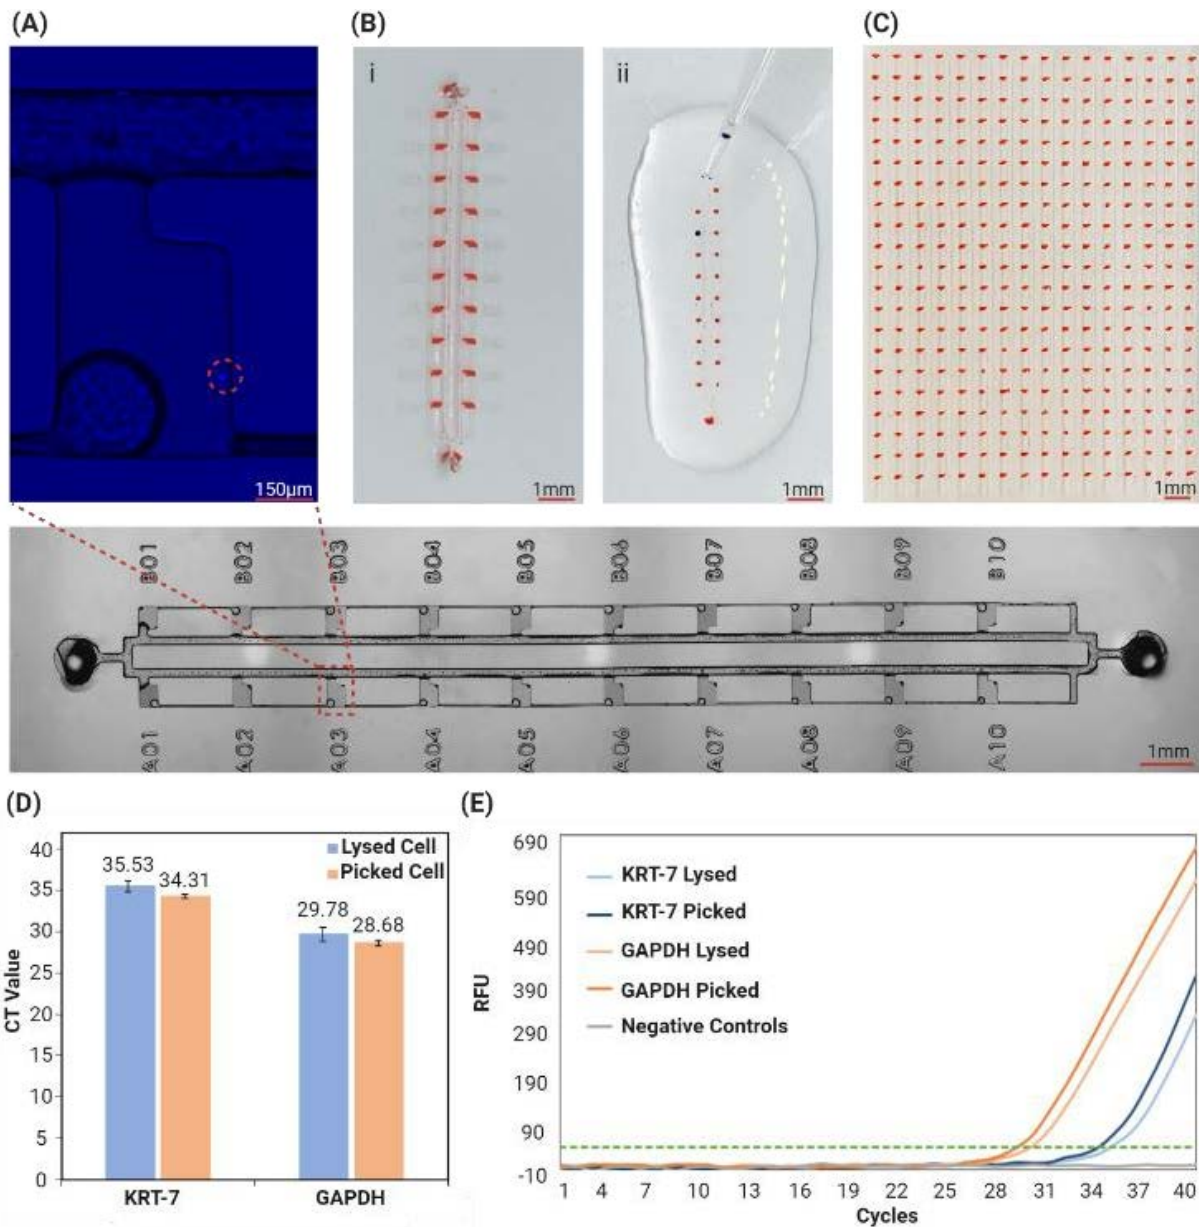 (A)
(B)
(C)
i
ii
150µm
1mm
1mm
1mm
B01 B02 B03 B04 B05 B06 B07 B08 B09 B10
A01 A02 A03 A04 A05 A06 A07 A08 A09 A10
1mm
(D)
(E)
CT Value
40
35
30
25
20
15
10
5
0
Lysed Cell
Picked Cell
35.53
34.31
29.78
28.68
KRT-7
GAPDH
RFU
690
590
490
390
290
190
90
-10
KRT-7 Lysed
KRT-7 Picked
GAPDH Lysed
GAPDH Picked
Negative Controls
1 4 7 10 13 16 19 22 25 28 31 34 37 40
Cycles